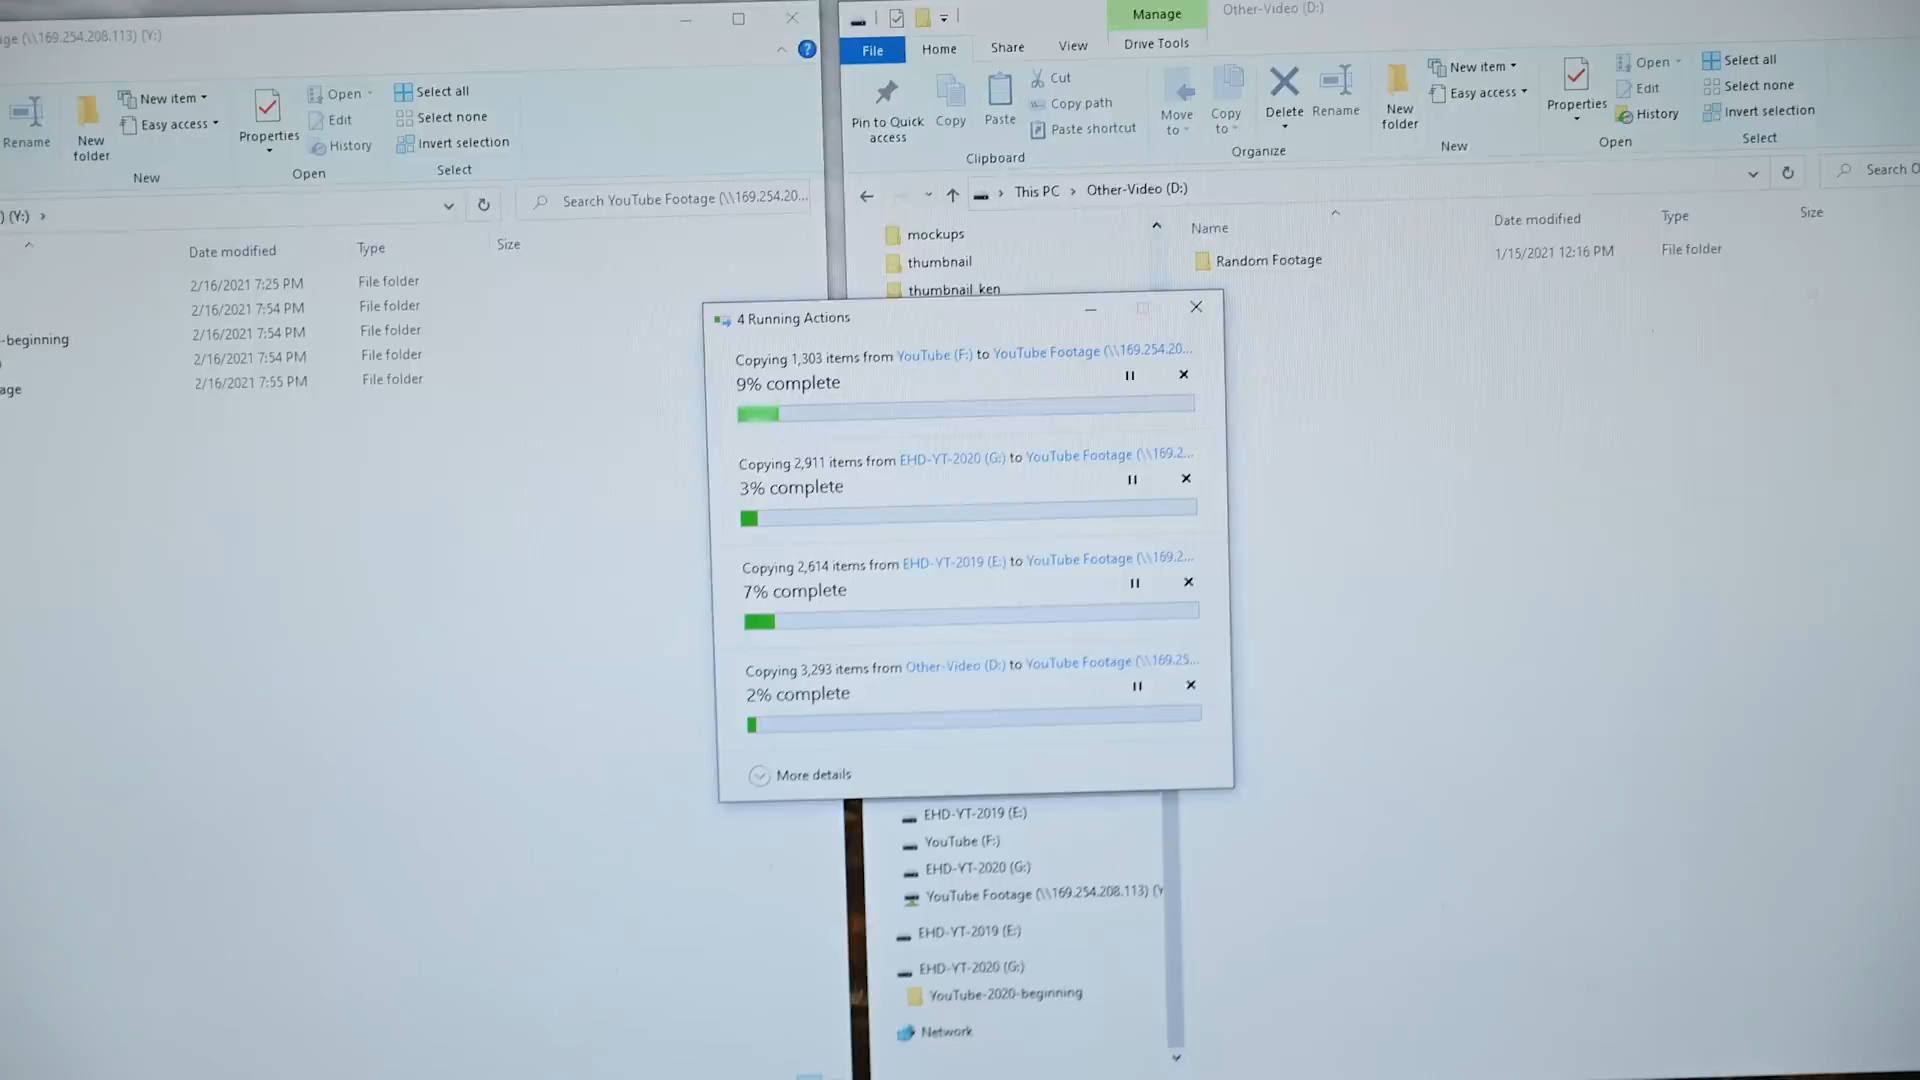 age (\\169.254.208.113) (Y:)
Rename
New folder
New item
Easy access
New
Properties
Open
Edit
History
Open
Select all
Select none
Invert selection
Select
) (Y:) >
Search YouTube Footage (\\169.254.20...
Date modified Type Size
2/16/2021 7:25 PM File folder
2/16/2021 7:54 PM File folder
-beginning 2/16/2021 7:54 PM File folder
2/16/2021 7:54 PM File folder
age 2/16/2021 7:55 PM File folder
Manage Other-Video (D:)
File Home Share View Drive Tools
Pin to Quick access
Copy
Paste
Cut
Copy path
Paste shortcut
Clipboard
Move to
Copy to
Delete
Rename
Organize
New folder
New item
Easy access
New
Properties
Open
Edit
History
Open
Select all
Select none
Invert selection
Select
> This PC > Other-Video (D:)
Search O
mockups
thumbnail
thumbnail_ken
Name Date modified Type Size
Random Footage 1/15/2021 12:16 PM File folder
4 Running Actions
Copying 1,303 items from YouTube (F:) to YouTube Footage (\\169.254.20...
9% complete
Copying 2,911 items from EHD-YT-2020 (G:) to YouTube Footage (\\169.2...
3% complete
Copying 2,614 items from EHD-YT-2019 (E:) to YouTube Footage (\\169.2...
7% complete
Copying 3,293 items from Other-Video (D:) to YouTube Footage (\\169.25...
2% complete
More details
EHD-YT-2019 (E:)
YouTube (F:)
EHD-YT-2020 (G:)
YouTube Footage (\\169.254.208.113) (Y
EHD-YT-2019 (E:)
EHD-YT-2020 (G:)
YouTube-2020-beginning
Network